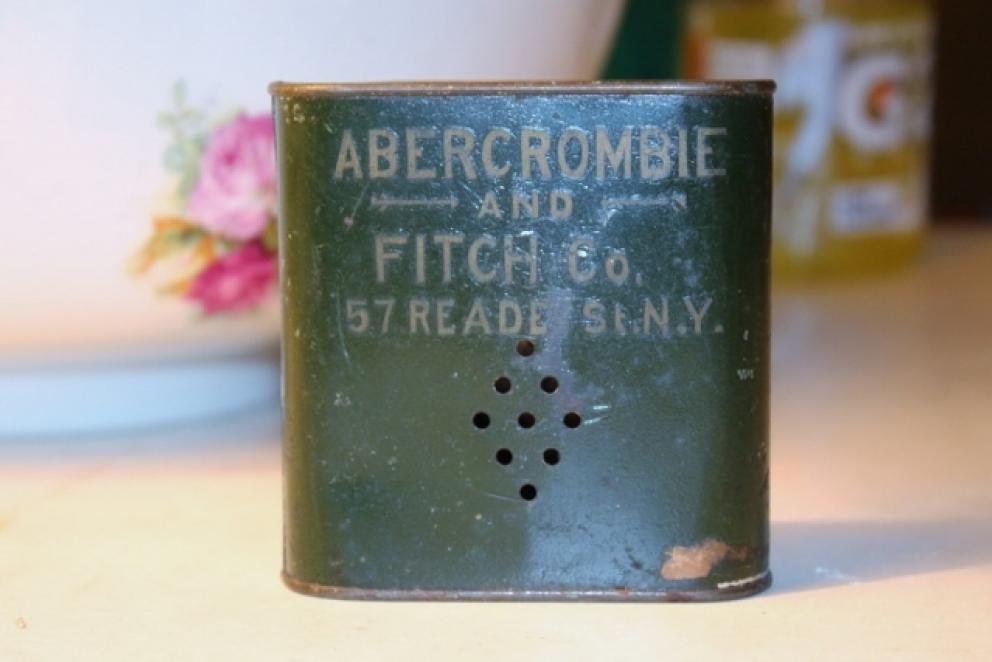 ABERCROMBIE
AND
FITCH Co.
57 READE St. N.Y.
G